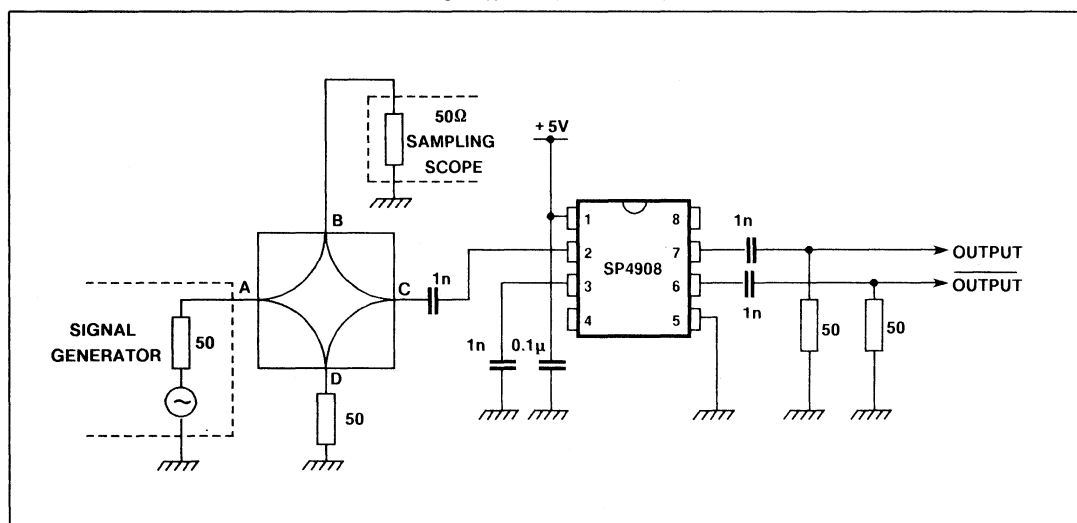 50Ω
SAMPLING
SCOPE
+5V
B
A
C
D
1n
SIGNAL
GENERATOR
50
50
1n
0.1μ
1
2
3
4
SP4908
8
7
6
5
1n
1n
OUTPUT
OUTPUT
50
50